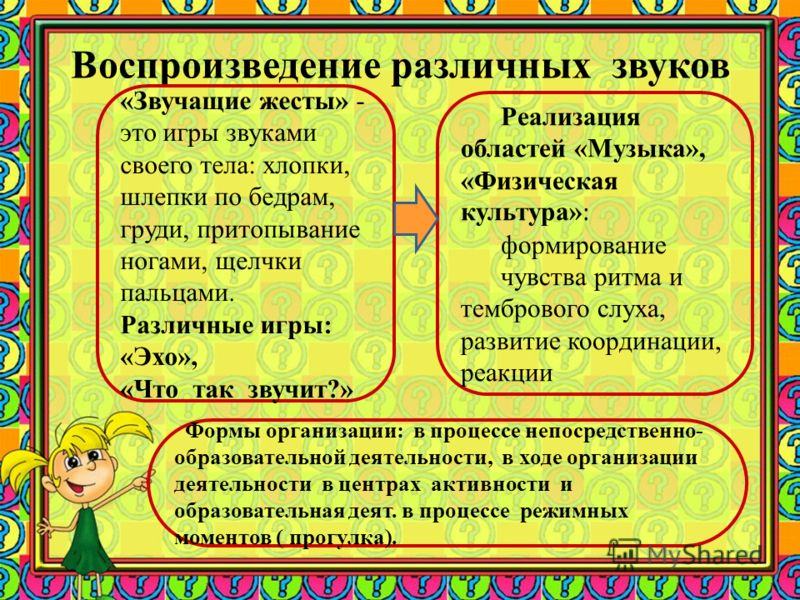 Воспроизведение различных звуков
«Звучащие жесты» -
это игры звуками
своего тела: хлопки,
шлепки по бедрам,
груди, притопывание
ногами, щелчки
пальцами.
Различные игры:
«Эхо»,
«Что так звучит?»
Реализация
областей «Музыка»,
«Физическая
культура»:
формирование
чувства ритма и
тембрового слуха,
развитие координации,
реакции
Формы организации: в процессе непосредственно-
образовательной деятельности, в ходе организации
деятельности в центрах активности и
образовательная деят. в процессе режимных
моментов ( прогулка).
MyShared